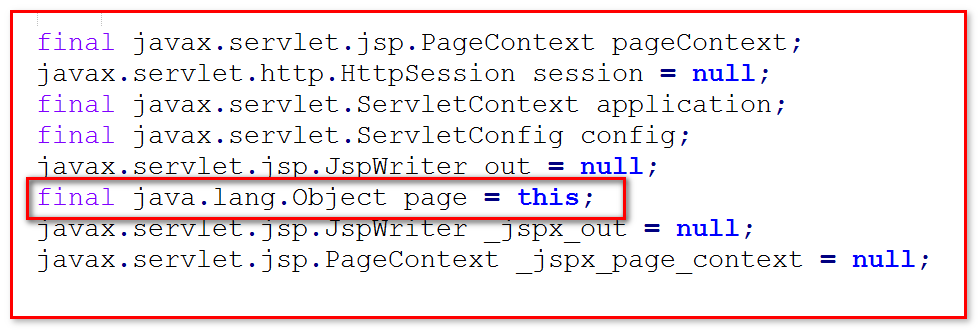 final javax.servlet.jsp.PageContext pageContext;
javax.servlet.http.HttpSession session = null;
final javax.servlet.ServletContext application;
final javax.servlet.ServletConfig config;
javax.servlet.jsp.JspWriter out = null;
final java.lang.Object page = this;
javax.servlet.jsp.JspWriter _jspx_out = null;
javax.servlet.jsp.PageContext _jspx_page_context = null;